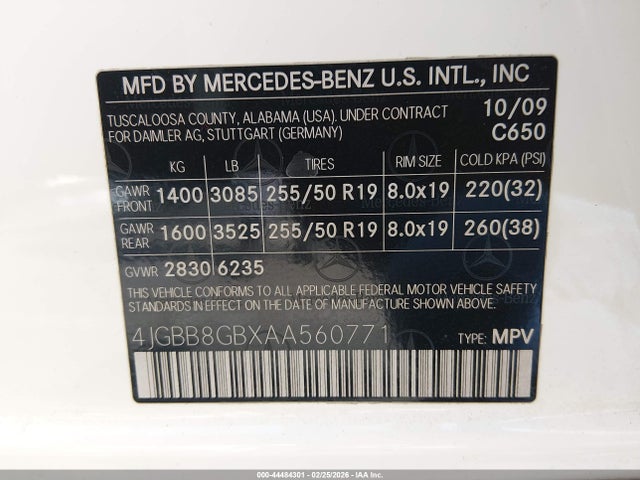 MFD BY MERCEDES-BENZ U.S. INTL., INC
TUSCALOOSA COUNTY, ALABAMA (USA). UNDER CONTRACT 10/09
FOR DAIMLER AG, STUTTGART (GERMANY) C650
KG LB TIRES RIM SIZE COLD KPA (PSI)
GAWR FRONT 1400 3085 255/50 R19 8.0x19 220(32)
GAWR REAR 1600 3525 255/50 R19 8.0x19 260(38)
GVWR 2830 6235
THIS VEHICLE CONFORMS TO ALL APPLICABLE FEDERAL MOTOR VEHICLE SAFETY
STANDARDS IN EFFECT ON THE DATE OF MANUFACTURE SHOWN ABOVE.
4JGBB8GBXAA560771 TYPE: MPV
000-44484301 - 02/25/2026 - IAAI.COM